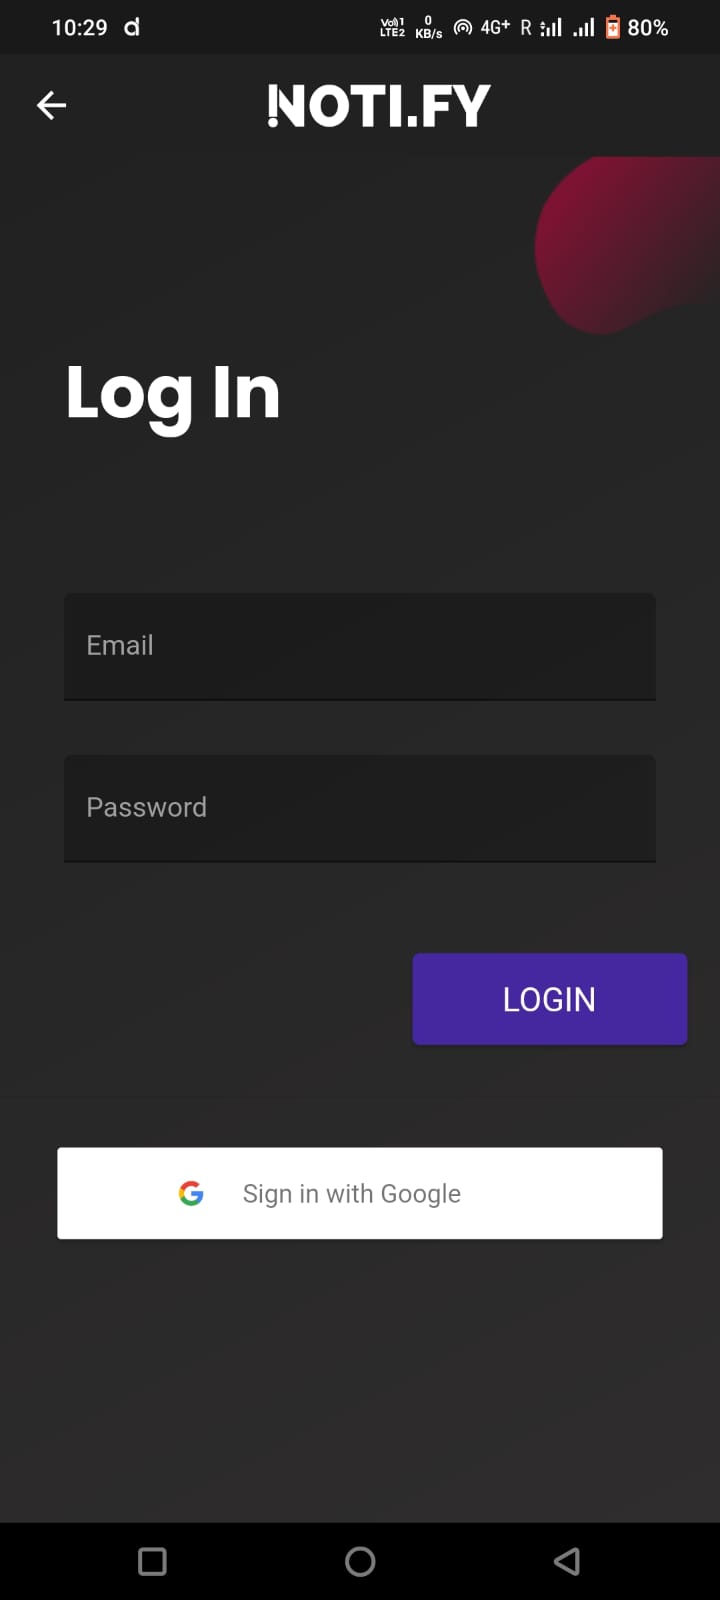 10:29 d Vo)) 1 LTE2 0 KB/s 4G+ R 80%
NOTI.FY
Log In
Email
Password
LOGIN
Sign in with Google